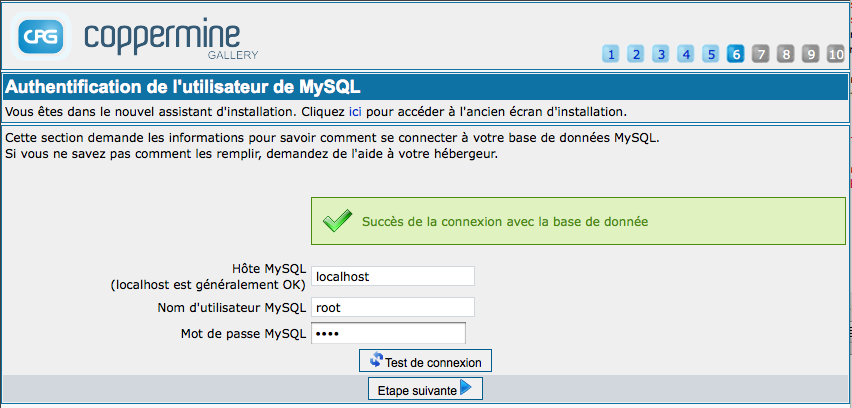 CPG coppermine
GALLERY
1 2 3 4 5 6 7 8 9 10
Authentification de l'utilisateur de MySQL
Vous êtes dans le nouvel assistant d'installation. Cliquez ici pour accéder à l'ancien écran d'installation.
Cette section demande les informations pour savoir comment se connecter à votre base de données MySQL.
Si vous ne savez pas comment les remplir, demandez de l'aide à votre hébergeur.
Succès de la connexion avec la base de donnée
Hôte MySQL
(localhost est généralement OK) localhost
Nom d'utilisateur MySQL root
Mot de passe MySQL ••••
Test de connexion
Etape suivante